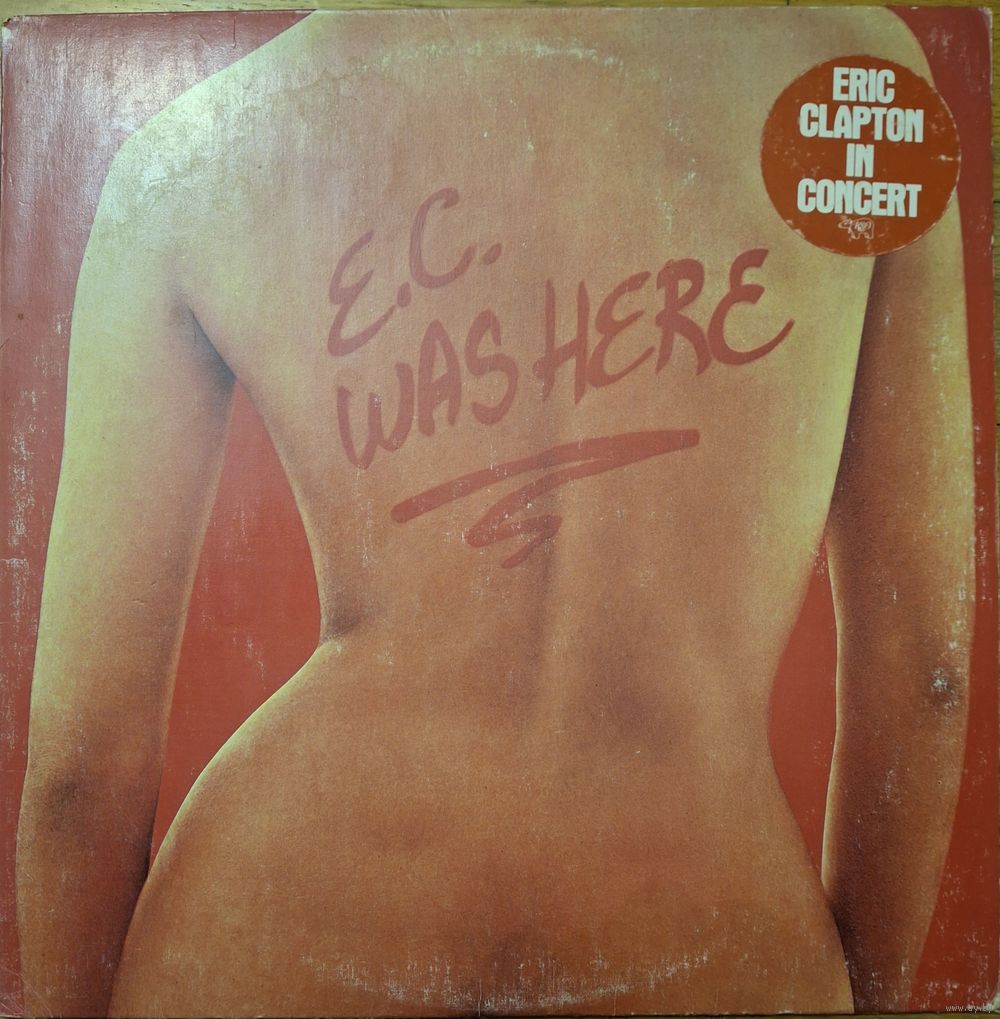 E.C.
WAS HERE
ERIC
CLAPTON
IN
CONCERT